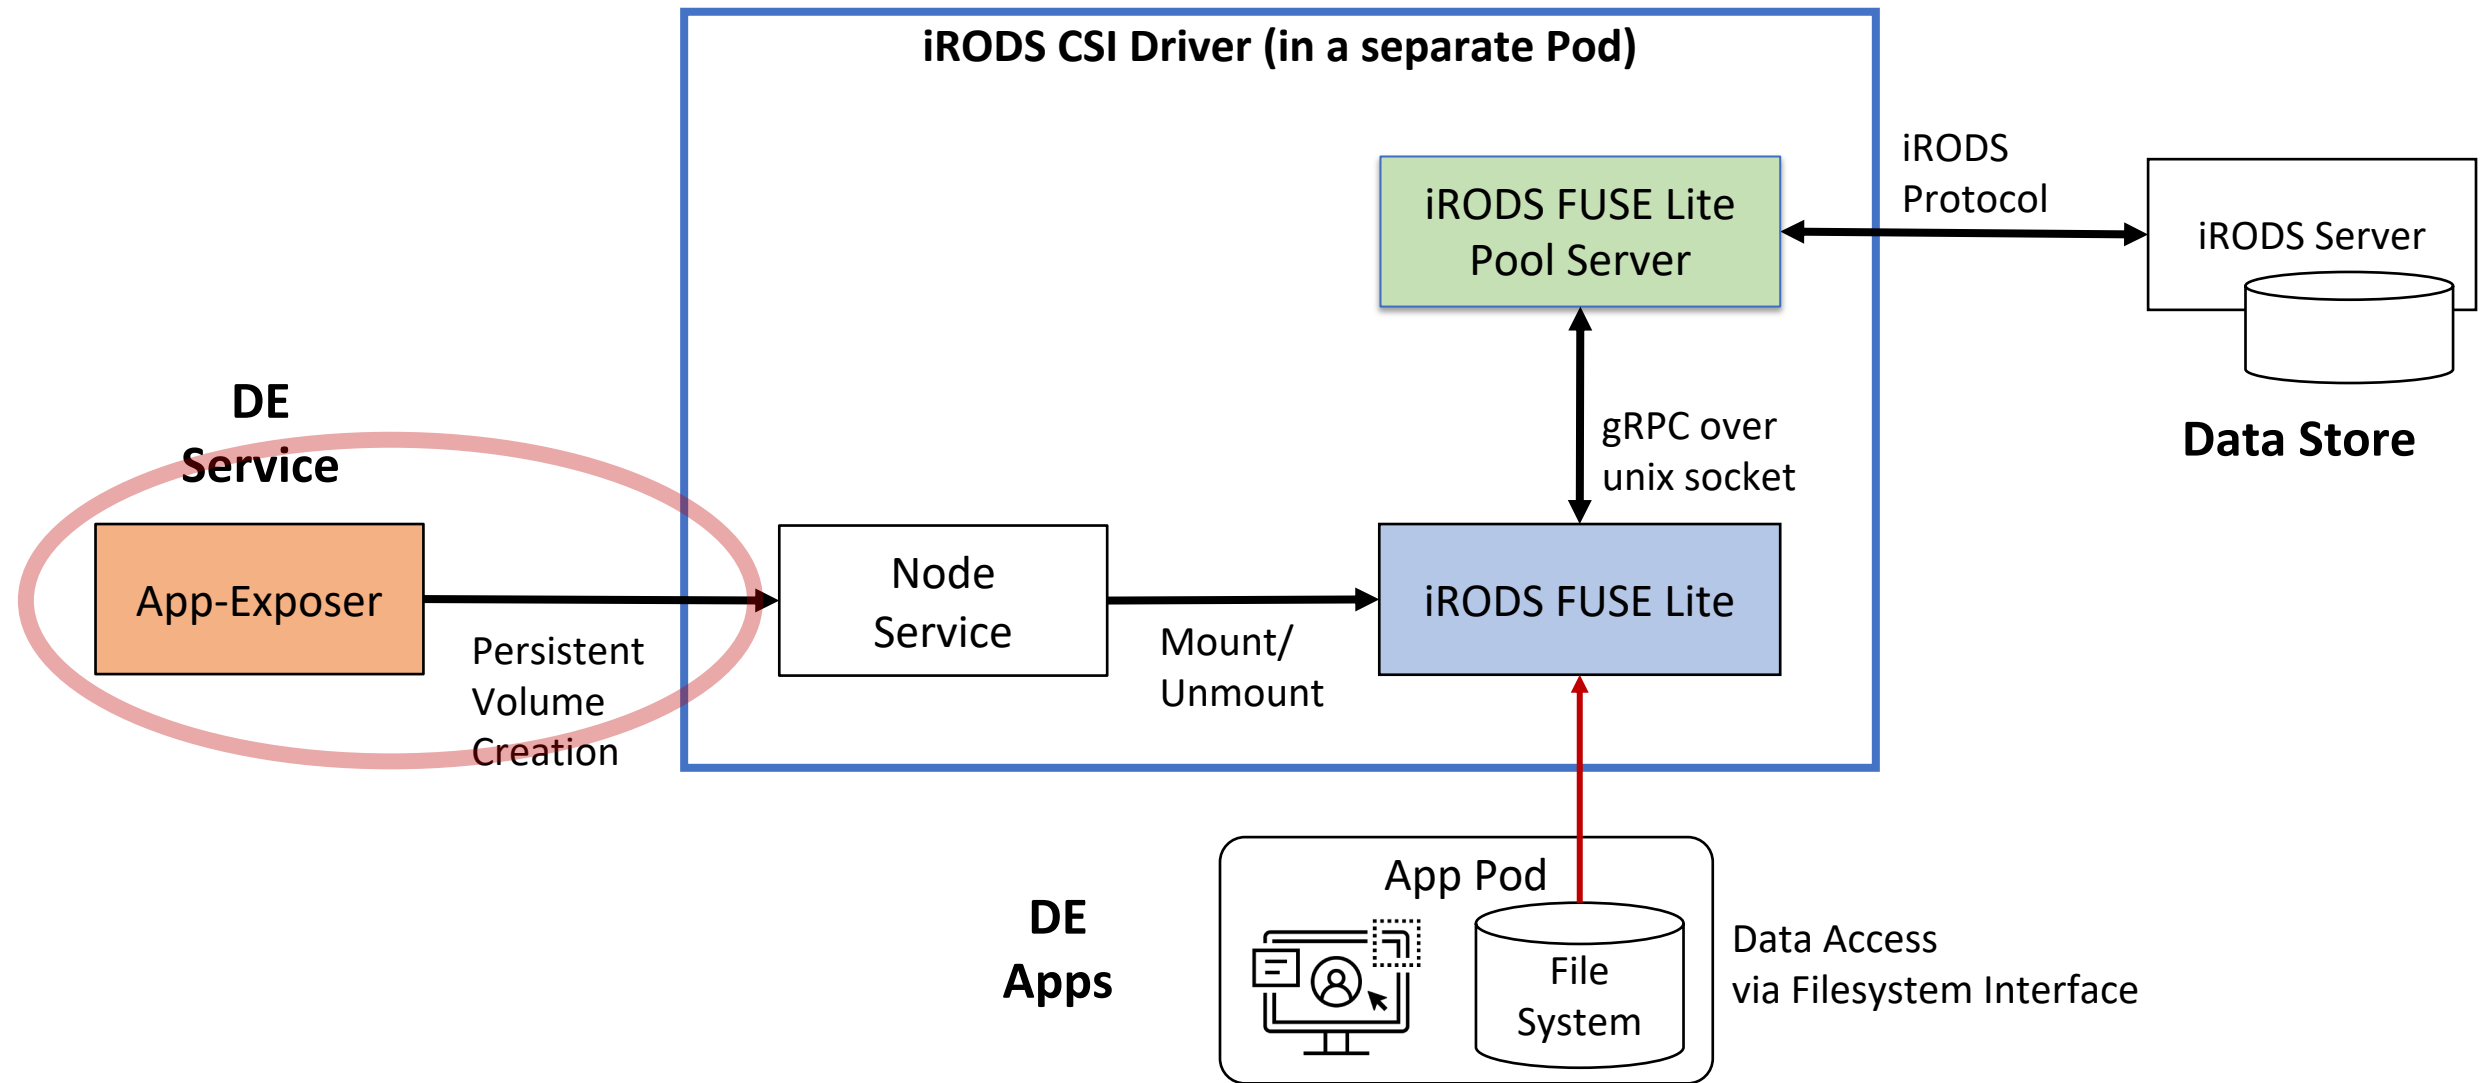 iRODS CSI Driver (in a separate Pod)
iRODS
Protocol
iRODS FUSE Lite
Pool Server
iRODS Server
DE
Service
gRPC over
unix socket
Data Store
App-Exposer
Node
Service
iRODS FUSE Lite
Persistent
Volume
Creation
Mount/
Unmount
App Pod
DE
Apps
File
System
Data Access
via Filesystem Interface